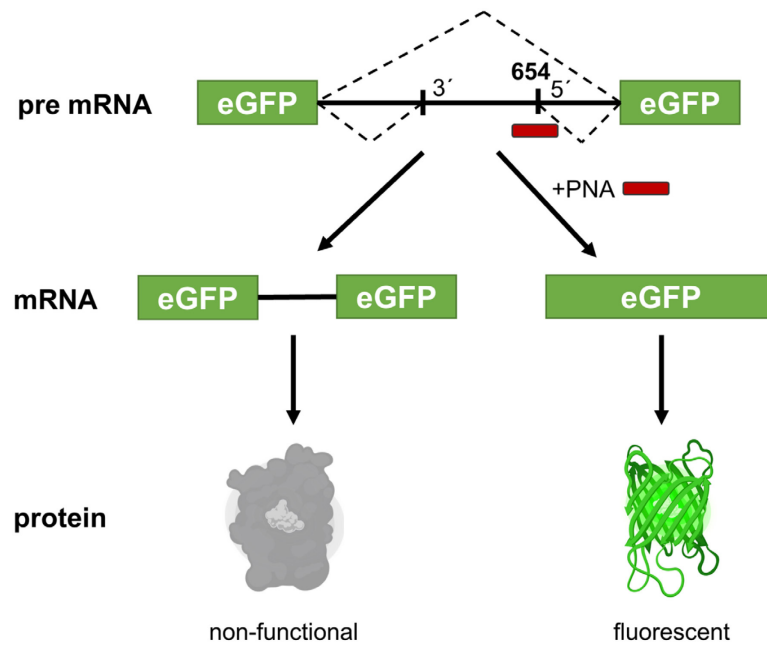 654
3´ 5´
pre mRNA eGFP eGFP
+PNA
mRNA eGFP eGFP eGFP
protein
non-functional fluorescent